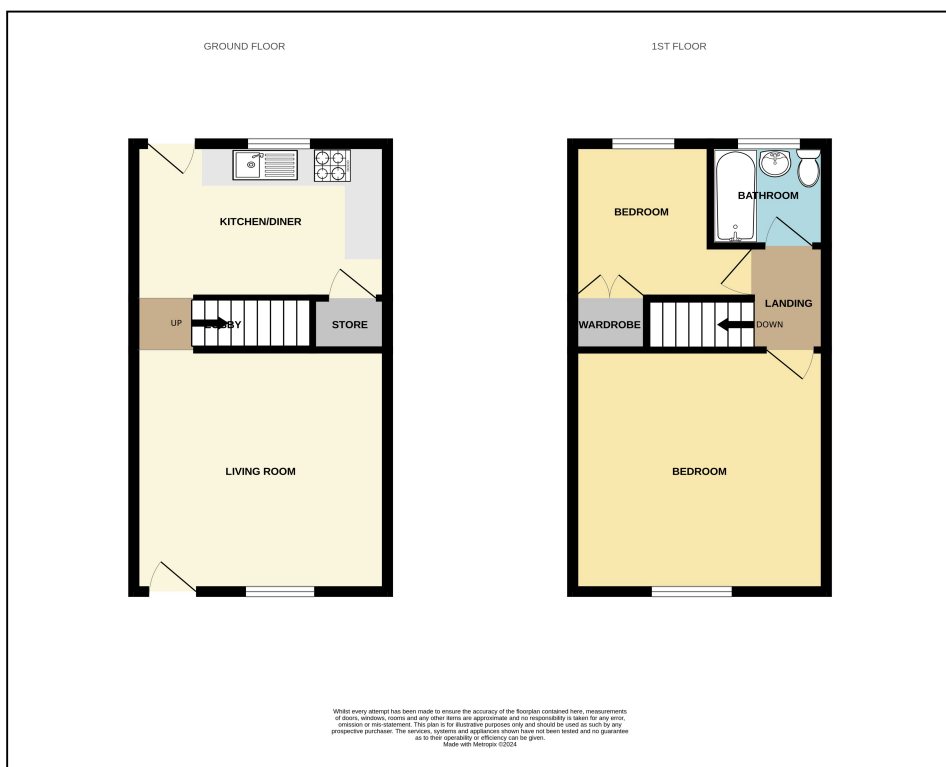 GROUND FLOOR
1ST FLOOR
KITCHEN/DINER
UP
LOBBY
STORE
LIVING ROOM
BEDROOM
BATHROOM
LANDING
WARDROBE
DOWN
BEDROOM
Whilst every attempt has been made to ensure the accuracy of the floorplan contained here, measurements
of doors, windows, rooms and any other items are approximate and no responsibility is taken for any error,
omission or mis-statement. This plan is for illustrative purposes only and should be used as such by any
prospective purchaser. The services, systems and appliances shown have not been tested and no guarantee
as to their operability or efficiency can be given.
Made with Metropix ©2024